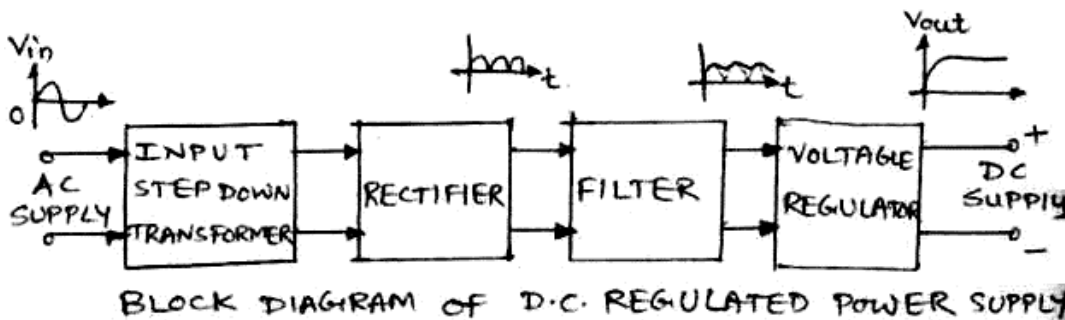 Vin
0
AC
SUPPLY
INPUT
STEP DOWN
TRANSFORMER
t
RECTIFIER
FILTER
t
VOLTAGLE
REGULATOR
Vout
+
DC
SUPPLY
-
BLOCK DIAGRAM of D.C. REGULATED POWER SUPPLY